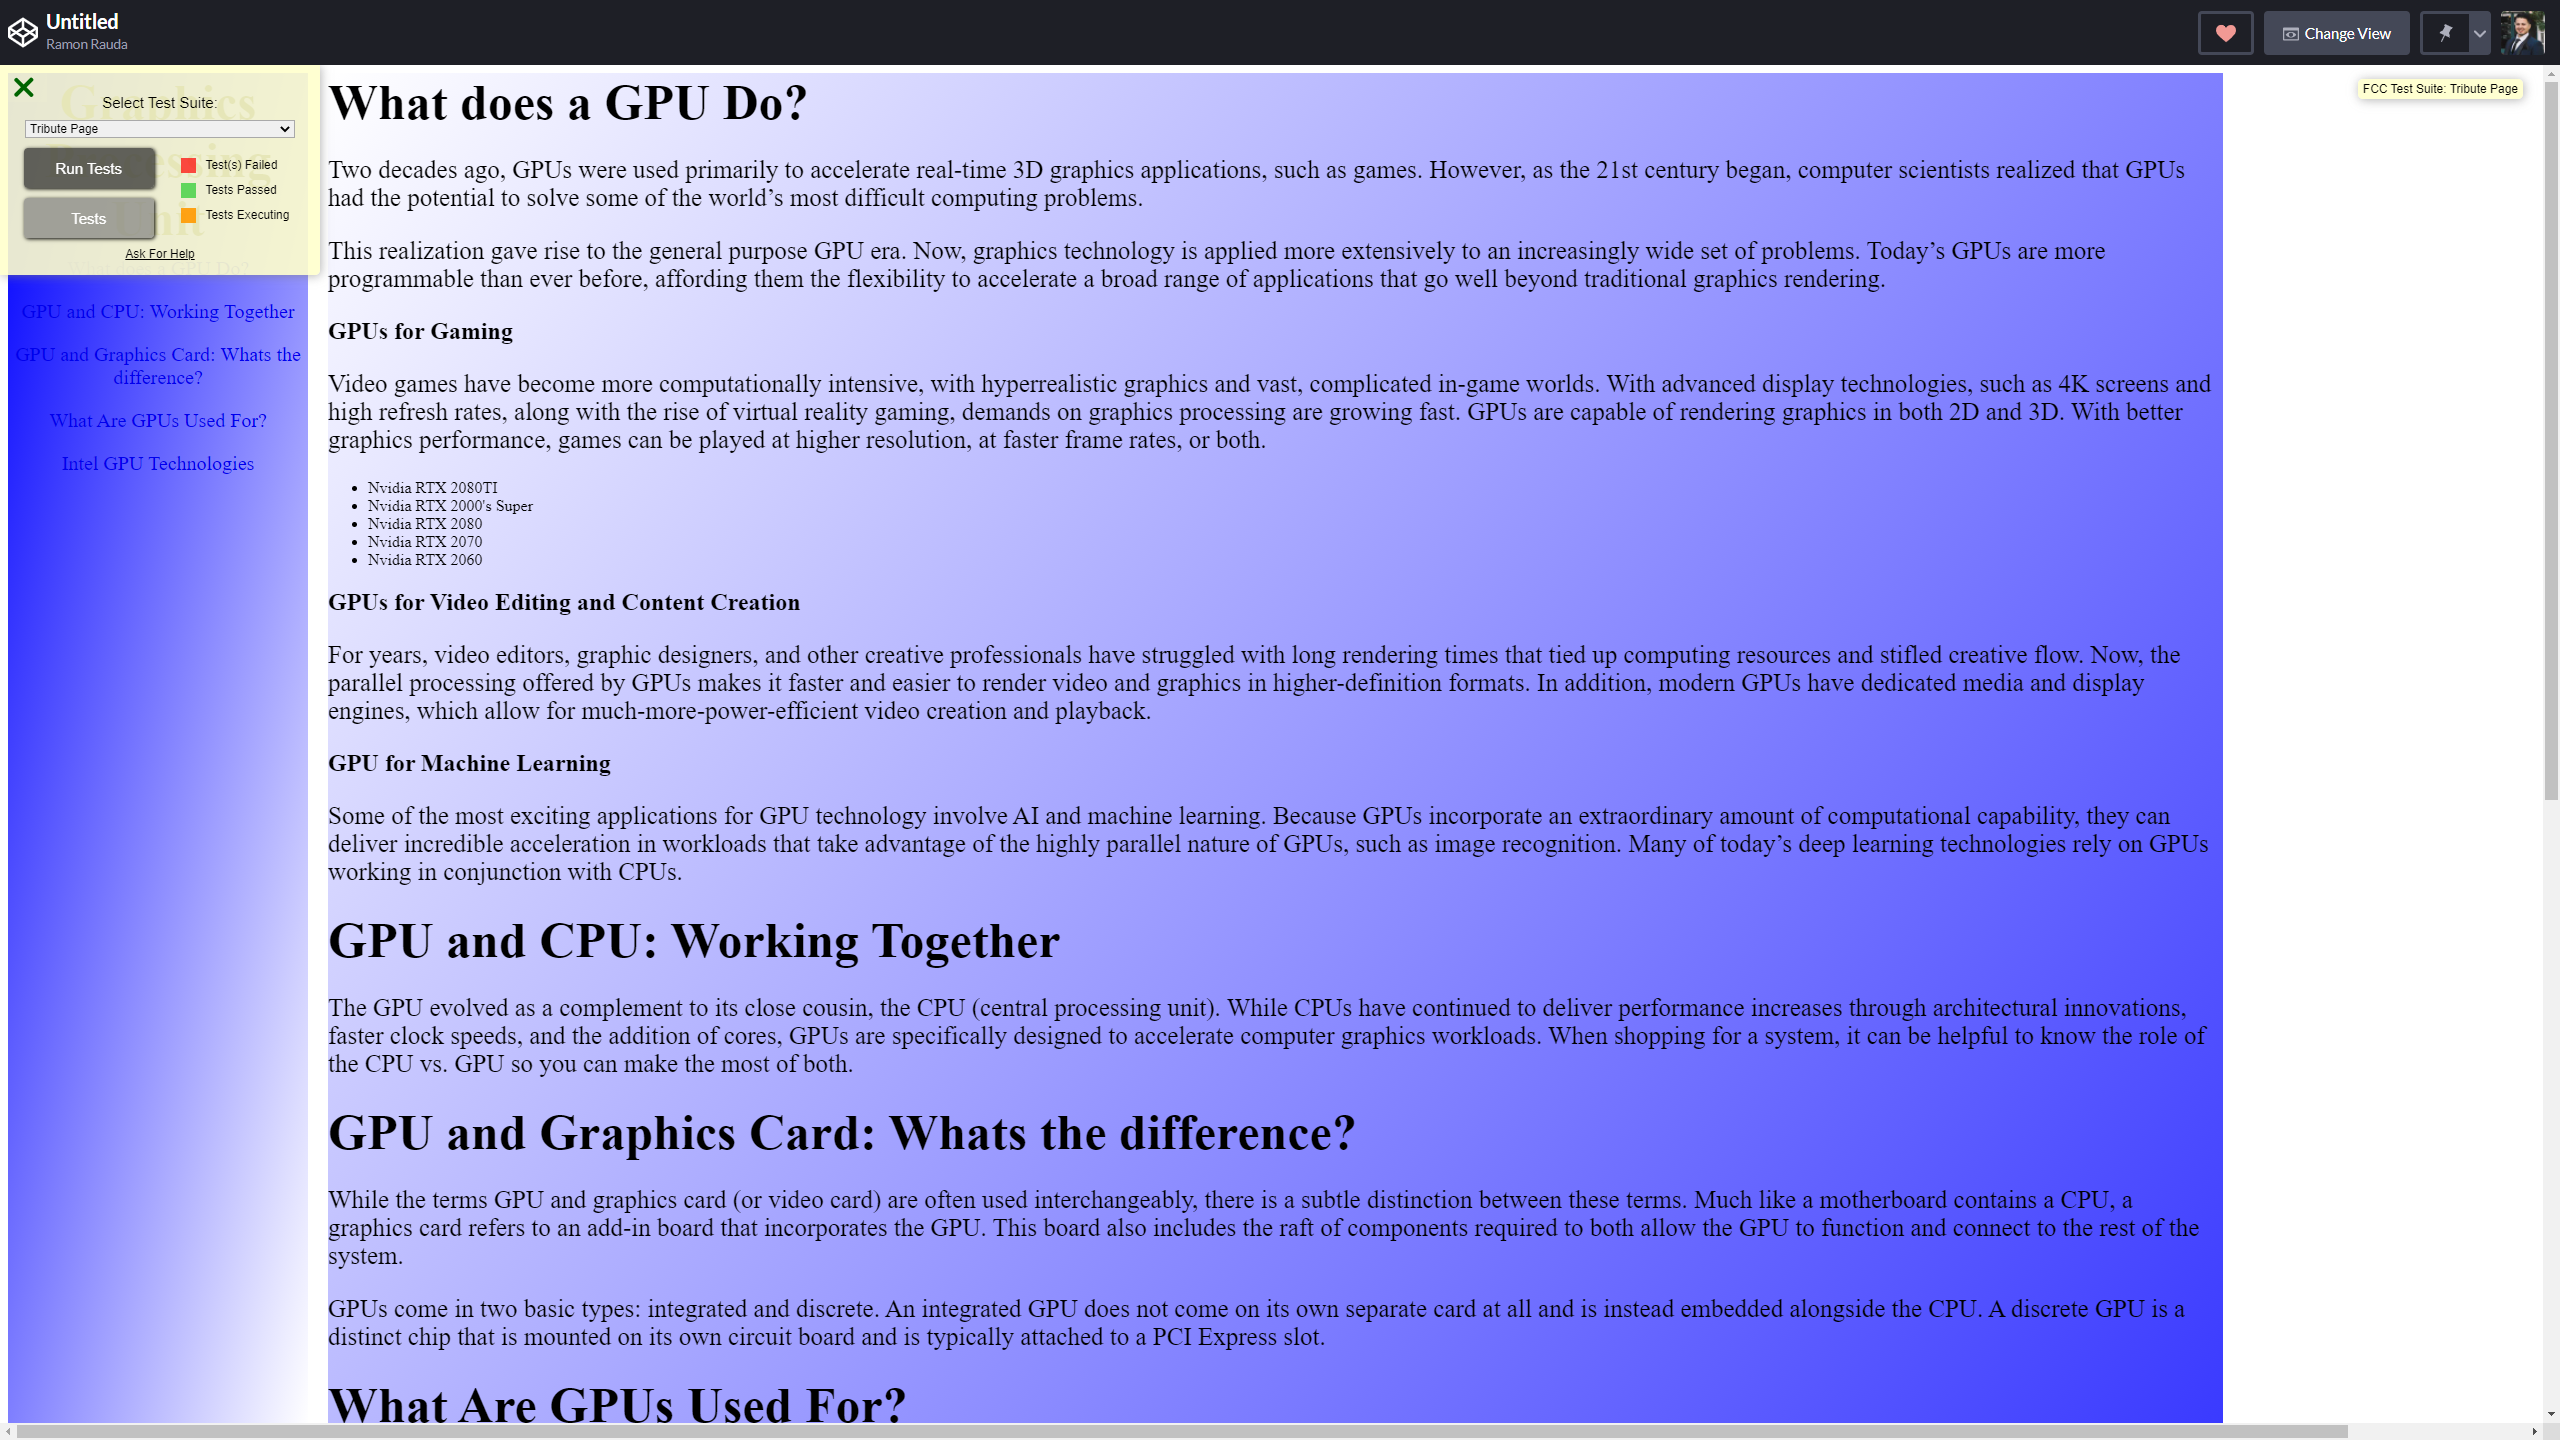 Untitled
Ramon Rauda
Change View
Select Test Suite:
Tribute Page
Run Tests
Tests
Test(s) Failed
Tests Passed
Tests Executing
Ask For Help
FCC Test Suite: Tribute Page
Graphics
Processing
Unit
What does a GPU Do?
GPU and CPU: Working Together
GPU and Graphics Card: Whats the
difference?
What Are GPUs Used For?
Intel GPU Technologies
What does a GPU Do?
Two decades ago, GPUs were used primarily to accelerate real-time 3D graphics applications, such as games. However, as the 21st century began, computer scientists realized that GPUs
had the potential to solve some of the world’s most difficult computing problems.
This realization gave rise to the general purpose GPU era. Now, graphics technology is applied more extensively to an increasingly wide set of problems. Today’s GPUs are more
programmable than ever before, affording them the flexibility to accelerate a broad range of applications that go well beyond traditional graphics rendering.
GPUs for Gaming
Video games have become more computationally intensive, with hyperrealistic graphics and vast, complicated in-game worlds. With advanced display technologies, such as 4K screens and
high refresh rates, along with the rise of virtual reality gaming, demands on graphics processing are growing fast. GPUs are capable of rendering graphics in both 2D and 3D. With better
graphics performance, games can be played at higher resolution, at faster frame rates, or both.
Nvidia RTX 2080TI
Nvidia RTX 2000's Super
Nvidia RTX 2080
Nvidia RTX 2070
Nvidia RTX 2060
GPUs for Video Editing and Content Creation
For years, video editors, graphic designers, and other creative professionals have struggled with long rendering times that tied up computing resources and stifled creative flow. Now, the
parallel processing offered by GPUs makes it faster and easier to render video and graphics in higher-definition formats. In addition, modern GPUs have dedicated media and display
engines, which allow for much-more-power-efficient video creation and playback.
GPU for Machine Learning
Some of the most exciting applications for GPU technology involve AI and machine learning. Because GPUs incorporate an extraordinary amount of computational capability, they can
deliver incredible acceleration in workloads that take advantage of the highly parallel nature of GPUs, such as image recognition. Many of today’s deep learning technologies rely on GPUs
working in conjunction with CPUs.
GPU and CPU: Working Together
The GPU evolved as a complement to its close cousin, the CPU (central processing unit). While CPUs have continued to deliver performance increases through architectural innovations,
faster clock speeds, and the addition of cores, GPUs are specifically designed to accelerate computer graphics workloads. When shopping for a system, it can be helpful to know the role of
the CPU vs. GPU so you can make the most of both.
GPU and Graphics Card: Whats the difference?
While the terms GPU and graphics card (or video card) are often used interchangeably, there is a subtle distinction between these terms. Much like a motherboard contains a CPU, a
graphics card refers to an add-in board that incorporates the GPU. This board also includes the raft of components required to both allow the GPU to function and connect to the rest of the
system.
GPUs come in two basic types: integrated and discrete. An integrated GPU does not come on its own separate card at all and is instead embedded alongside the CPU. A discrete GPU is a
distinct chip that is mounted on its own circuit board and is typically attached to a PCI Express slot.
What Are GPUs Used For?